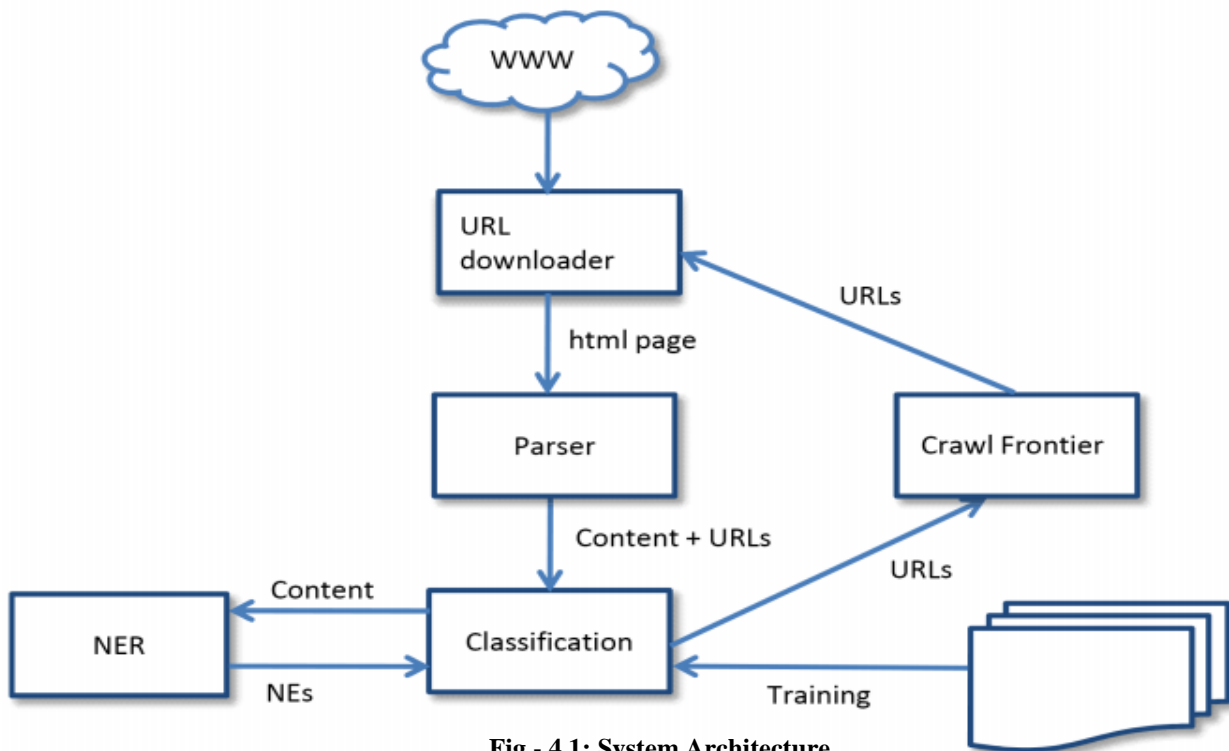 WWW
URL
downloader
URLs
html page
Parser
Crawl Frontier
Content + URLs
URLs
Content
NER
Classification
NEs
Training
Fig - 4.1: System Architecture